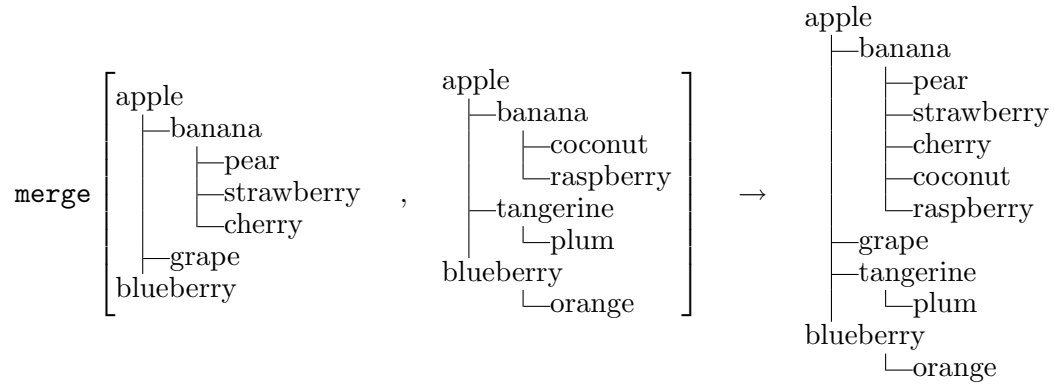 merge
apple
banana
pear
strawberry
cherry
grape
blueberry
,
apple
banana
coconut
raspberry
tangerine
plum
blueberry
orange
→
apple
banana
pear
strawberry
cherry
coconut
raspberry
grape
tangerine
plum
blueberry
orange